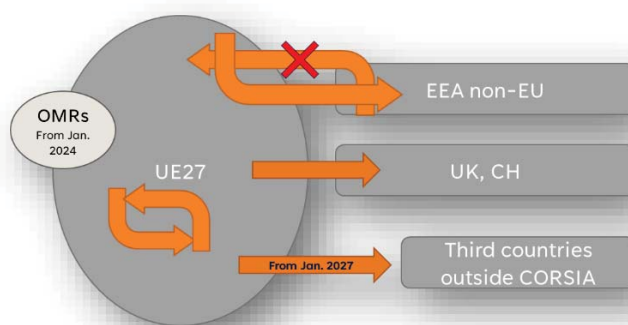 OMRs
From Jan.
2024
UE27
EEA non-EU
UK, CH
From Jan. 2027
Third countries
outside CORSIA